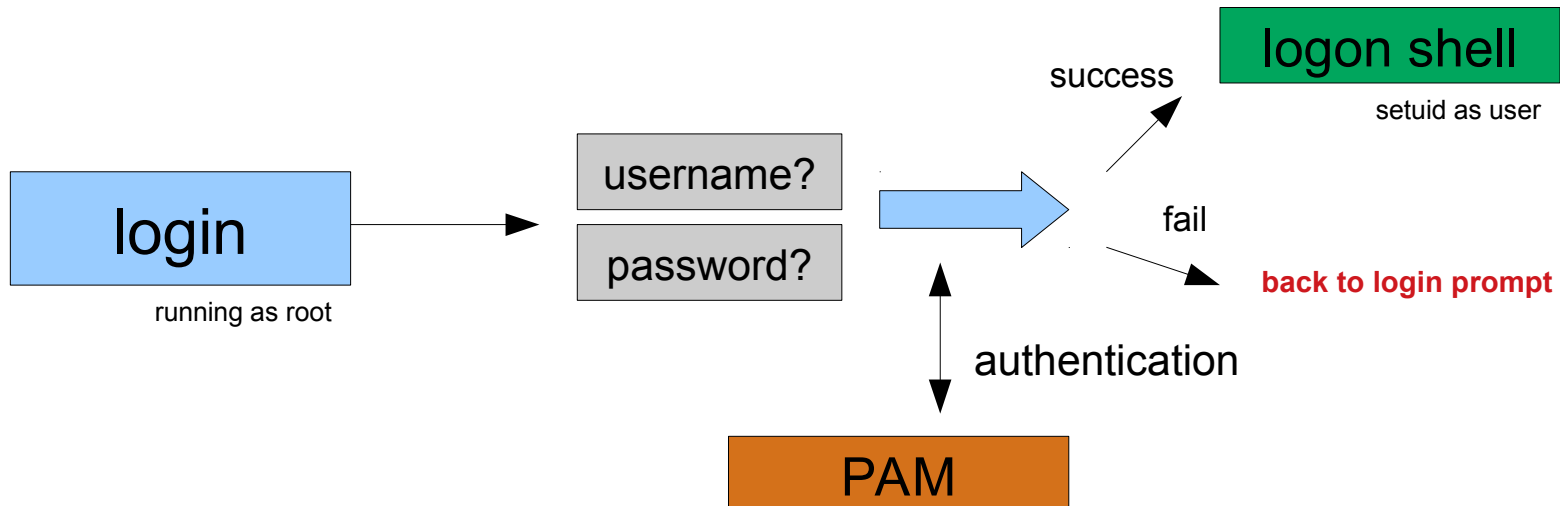 logon shell
success
setuid as user
username?
login
fail
password?
back to login prompt
running as root
authentication
PAM